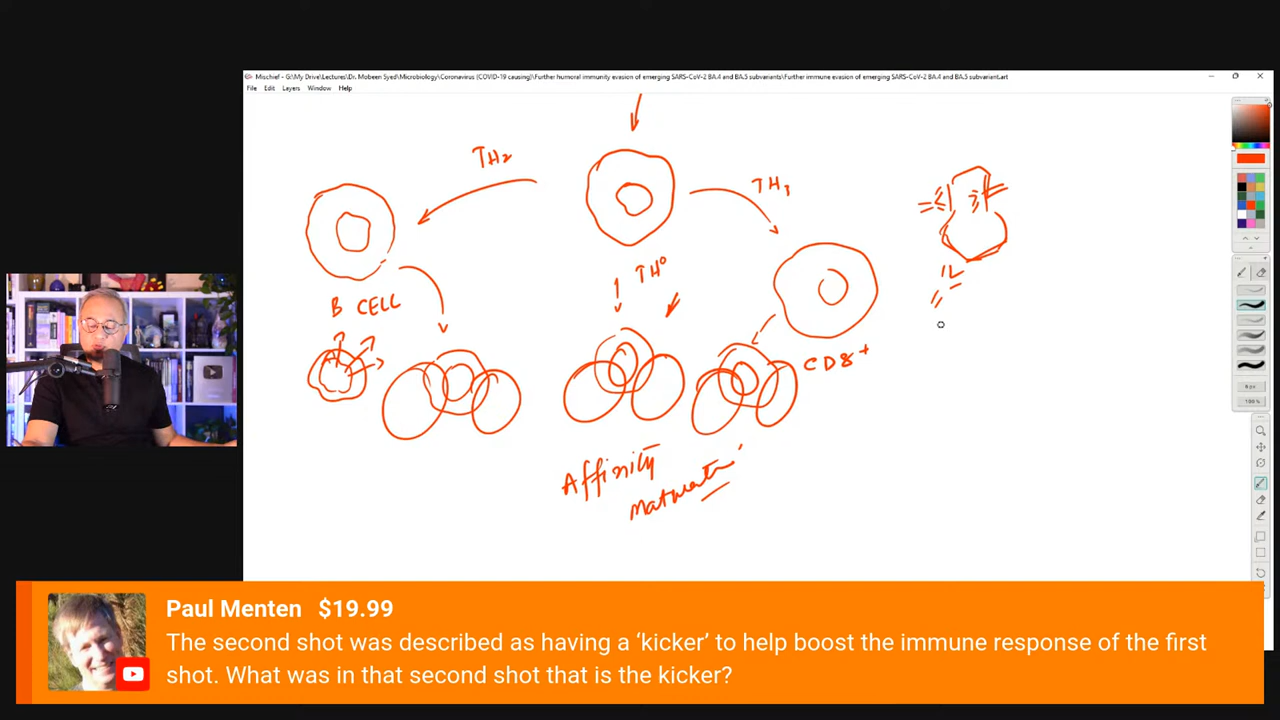 Mischief - G:\My Drive\Lectures\Dr. Mobeen Syed\Microbiology\Coronavirus (COVID-19 causing)\Further humoral immunity evasion of emerging SARS-CoV-2 BA.4 and BA.5 subvariants\Further immune evasion of emerging SARS-CoV-2 BA.4 and BA.5 subvariant.art
File Edit Layers Window Help
TH2
TH1
TH0
IL
B CELL
CD8+
Affinity
Maturation
8 px
100 %
Paul Menten $19.99
The second shot was described as having a ‘kicker’ to help boost the immune response of the first
shot. What was in that second shot that is the kicker?